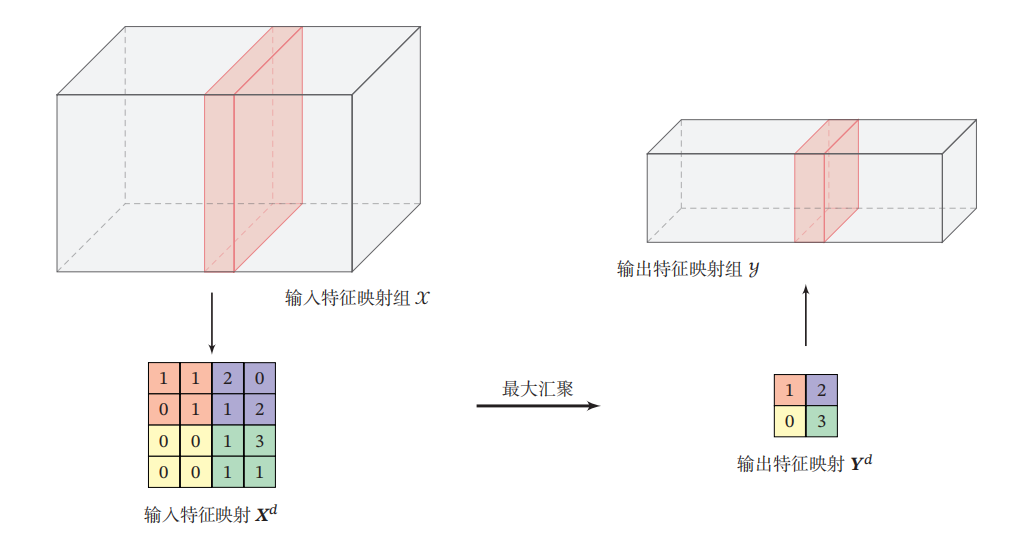 输入特征映射组 𝒳
输出特征映射组 𝒴
1 1 2 0
0 1 1 2
0 0 1 3
0 0 1 1
最大汇聚
1 2
0 3
输入特征映射 Xᵈ
输出特征映射 Yᵈ